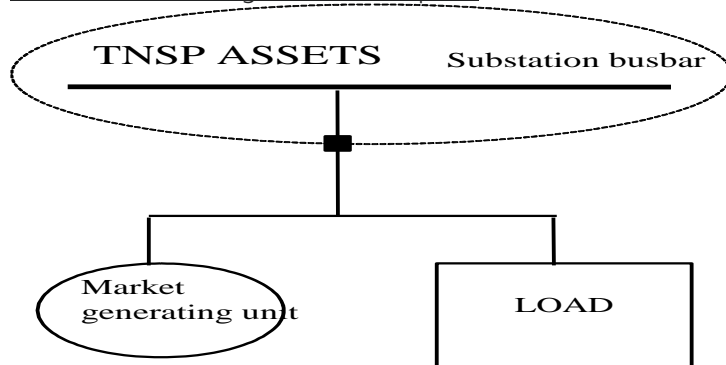 TNSP ASSETS
Substation busbar
Market
generating unit
LOAD